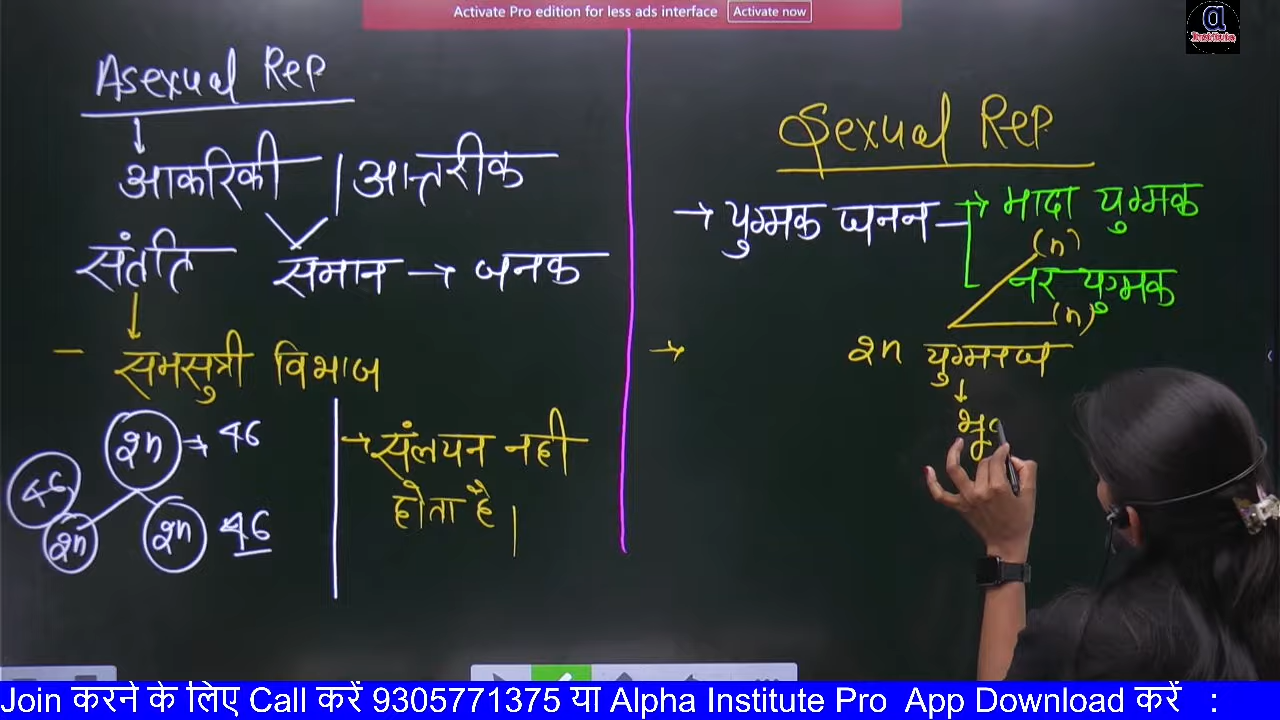 Activate Pro edition for less ads interface Activate now
a
Institute
Asexual Rep
आकारिकी | आन्तरीक
संतति समान → जनक
- समसुत्री विभाज
2n → 46
46
2n 2n 46
→ संलयन नही
होता है |
Sexual Rep
→ युग्मक जनन → मादा युग्मक
(n)
नर युग्मक
(n)
→ 2n युग्मनज
भ्रू
Join करने के लिए Call करें 9305771375 या Alpha Institute Pro App Download करें :